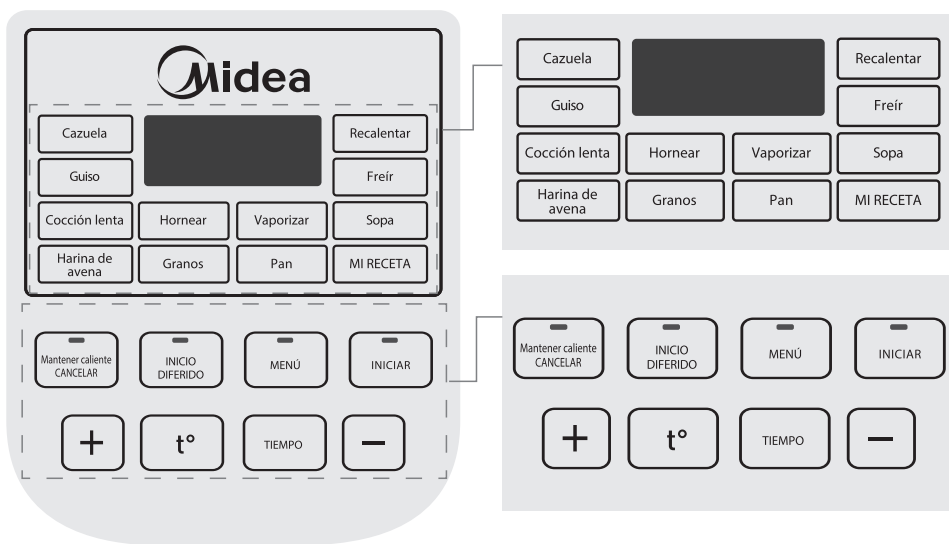 Midea
Cazuela
Recalentar
Guiso
Freír
Cocción lenta
Hornear
Vaporizar
Sopa
Harina de
avena
Granos
Pan
MI RECETA
Mantener caliente
CANCELAR
INICIO
DIFERIDO
MENÚ
INICIAR
+
t°
TIEMPO
−
Cazuela
Recalentar
Guiso
Freír
Cocción lenta
Hornear
Vaporizar
Sopa
Harina de
avena
Granos
Pan
MI RECETA
Mantener caliente
CANCELAR
INICIO
DIFERIDO
MENÚ
INICIAR
+
t°
TIEMPO
−